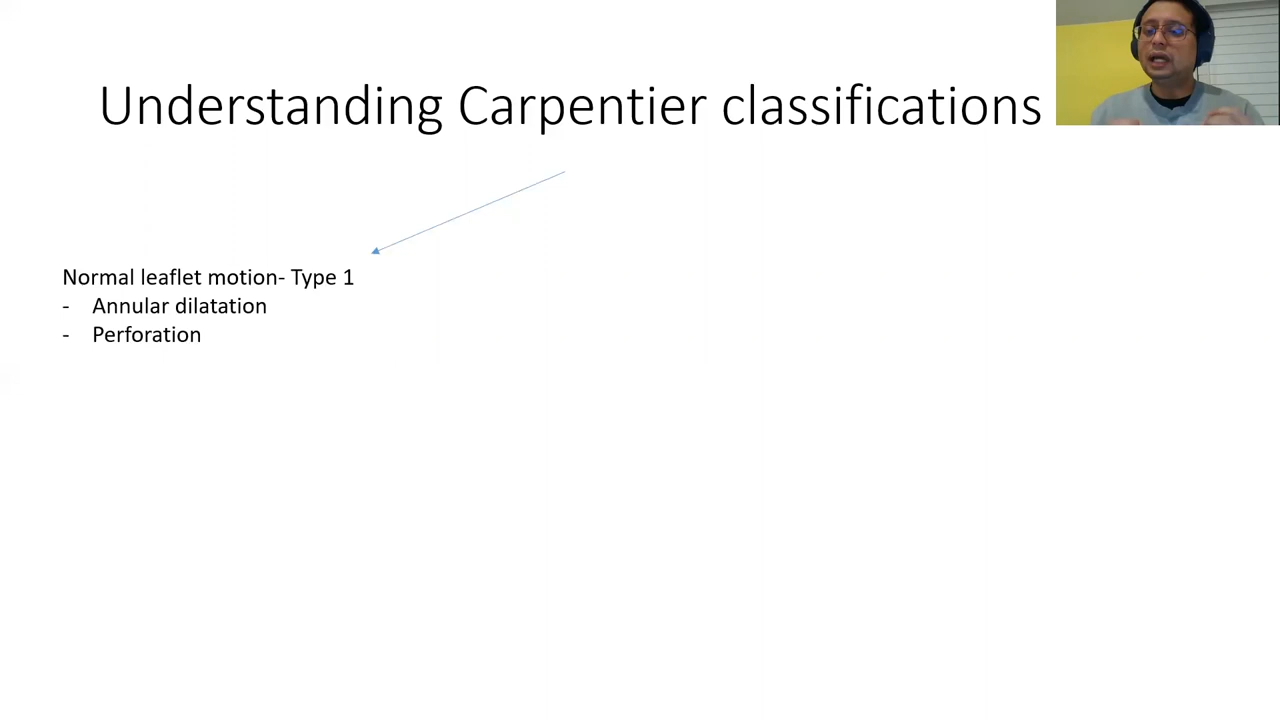 Understanding Carpentier classifications
Normal leaflet motion- Type 1
- Annular dilatation
- Perforation